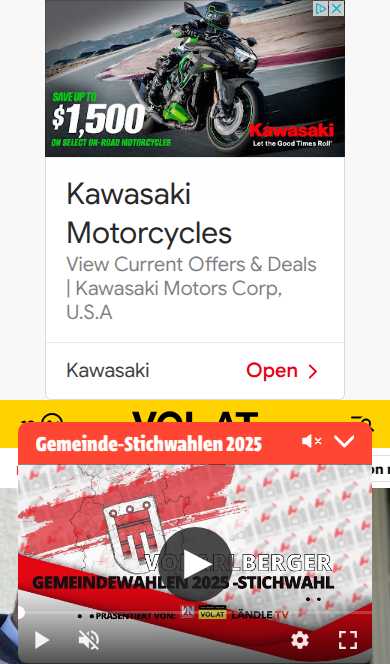 SAVE UP TO
$1,500
ON SELECT ON-ROAD MOTORCYCLES
Kawasaki
Let the Good Times Roll
Kawasaki
Motorcycles
View Current Offers & Deals
| Kawasaki Motors Corp,
U.S.A
Kawasaki
Open
VOL.AT
Gemeinde-Stichwahlen 2025
GEMEINDEWAHLEN 2025 -STICHWAHL
PRÄSENTIERT VON: VN VOL.AT LÄNDLE TV